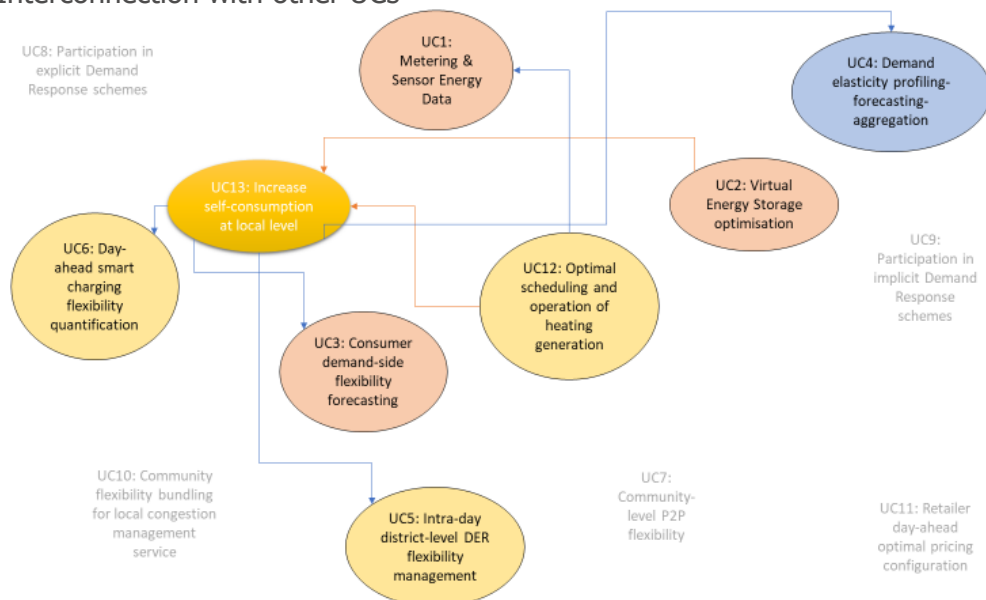 Interconnection with other UCs
UC8: Participation in
explicit Demand
Response schemes
UC1:
Metering &
Sensor Energy
Data
UC4: Demand
elasticity profiling-
forecasting-
aggregation
UC13: Increase
self-consumption
at local level
UC2: Virtual
Energy Storage
optimisation
UC6: Day-
ahead smart
charging
flexibility
quantification
UC12: Optimal
scheduling and
operation of
heating
generation
UC9:
Participation in
implicit Demand
Response
schemes
UC3: Consumer
demand-side
flexibility
forecasting
UC10: Community
flexibility bundling
for local congestion
management
service
UC5: Intra-day
district-level DER
flexibility
management
UC7:
Community-
level P2P
flexibility
UC11: Retailer
day-ahead
optimal pricing
configuration